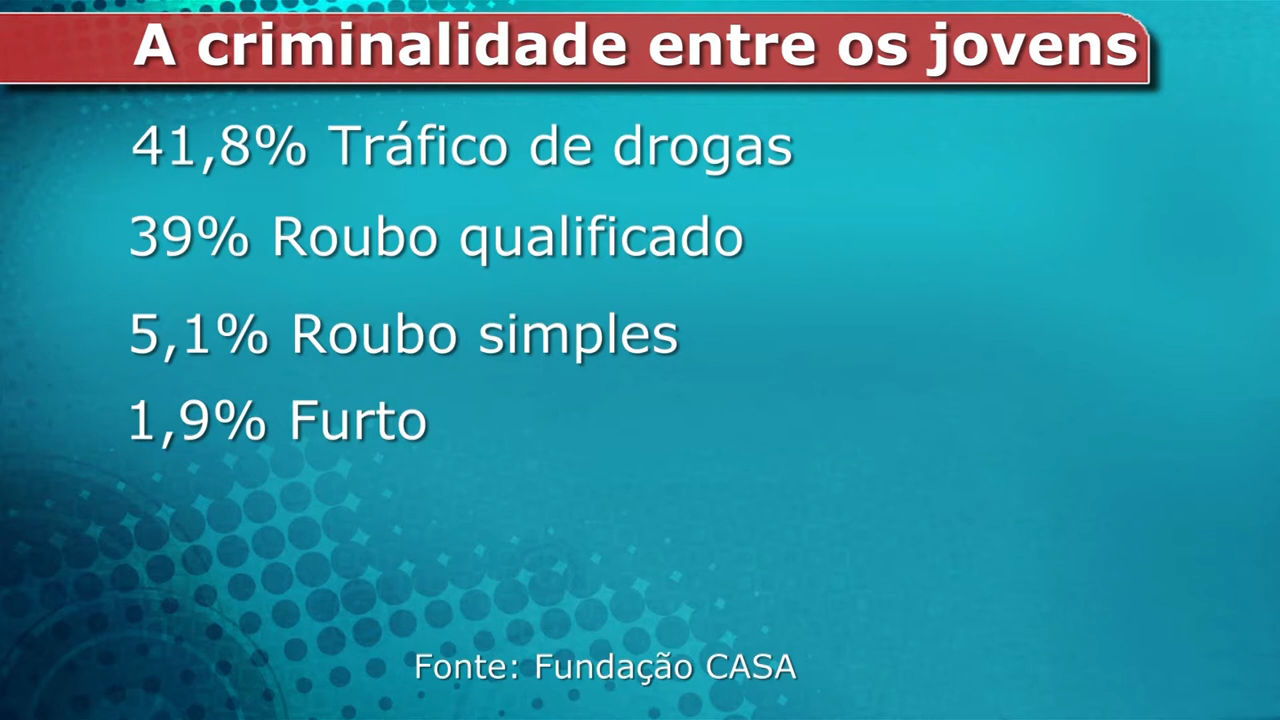 A criminalidade entre os jovens
41,8% Tráfico de drogas
39% Roubo qualificado
5,1% Roubo simples
1,9% Furto
Fonte: Fundação CASA